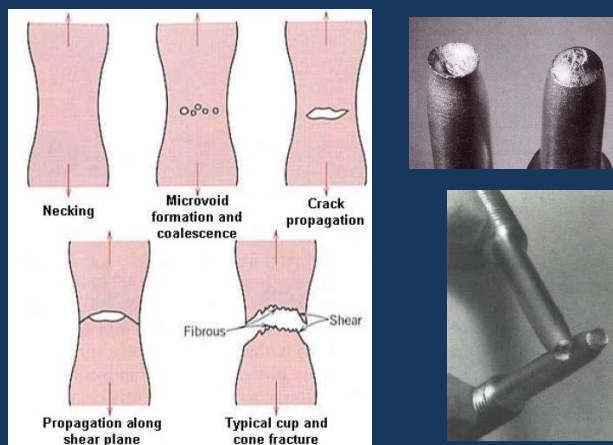 Necking
Microvoid
formation and
coalescence
Crack
propagation
Fibrous
Shear
Propagation along
shear plane
Typical cup and
cone fracture